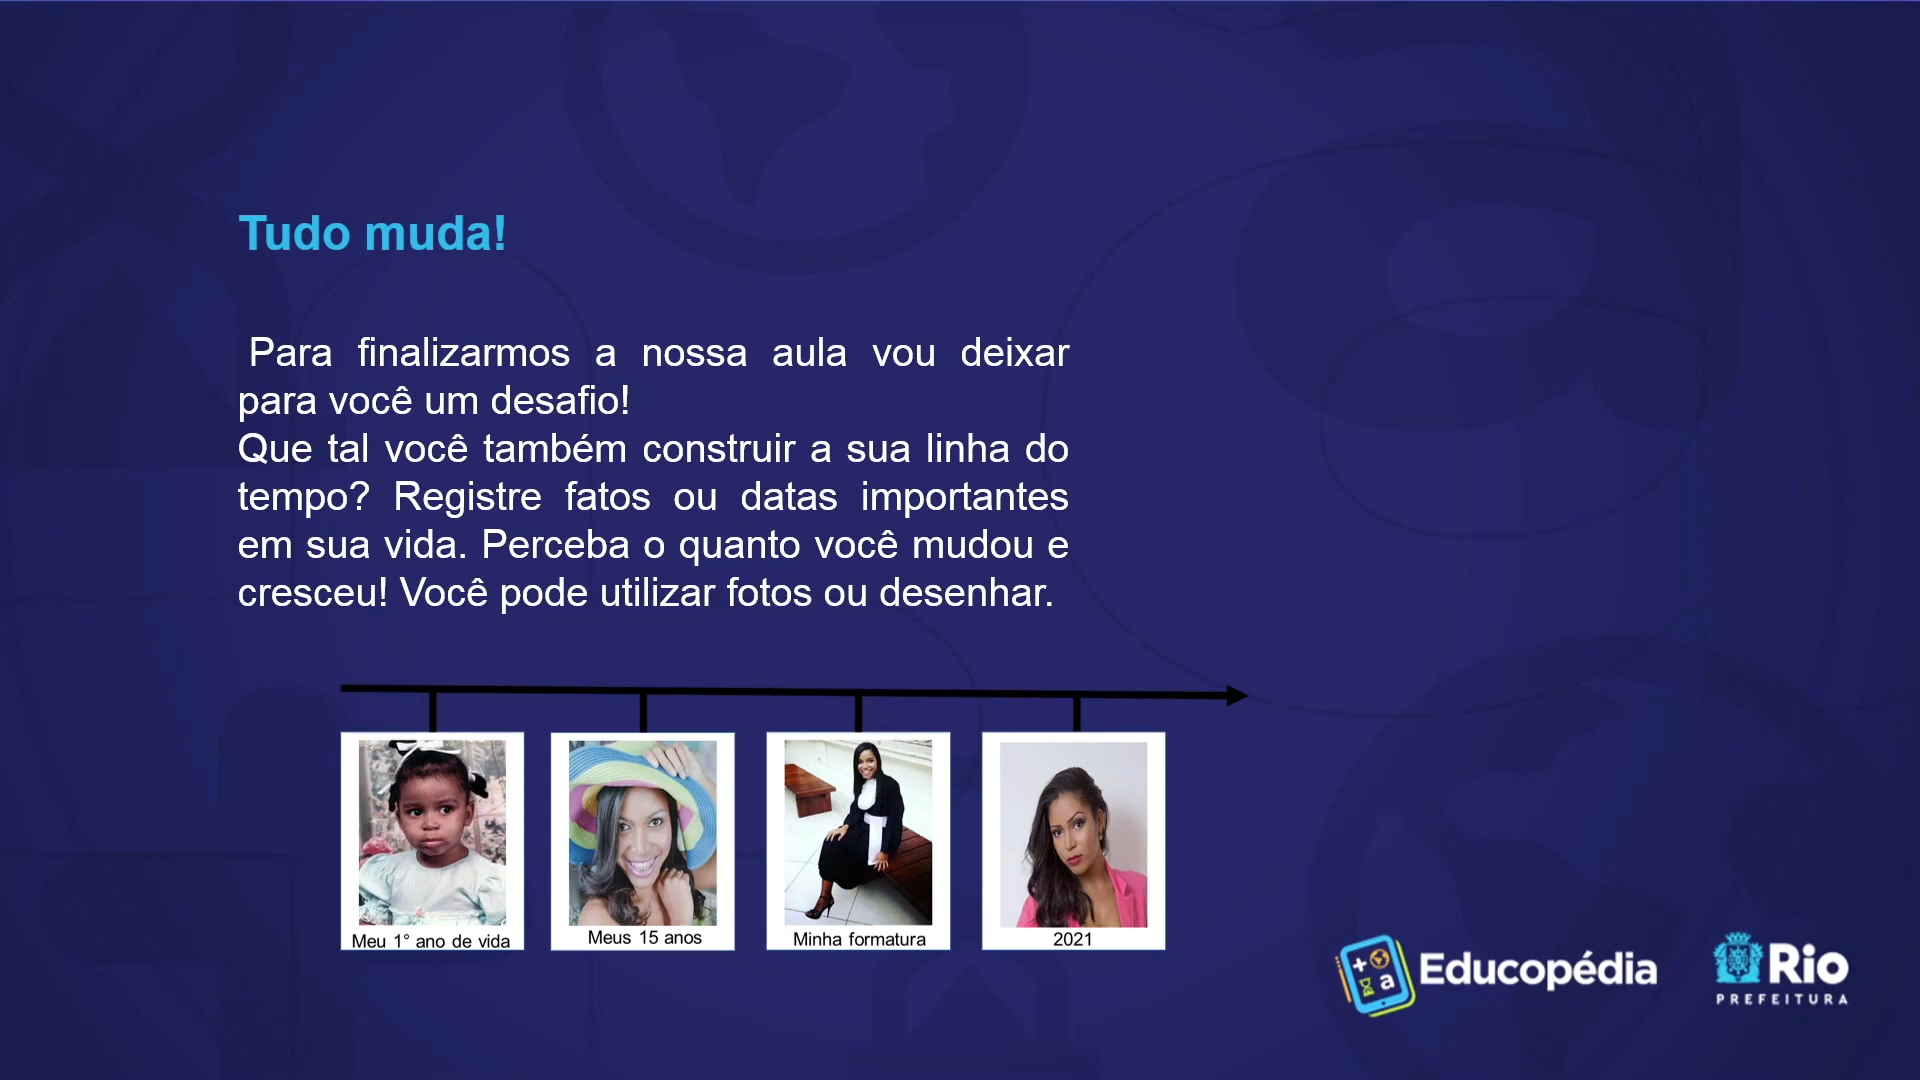 Tudo muda!
Para finalizarmos a nossa aula vou deixar
para você um desafio!
Que tal você também construir a sua linha do
tempo? Registre fatos ou datas importantes
em sua vida. Perceba o quanto você mudou e
cresceu! Você pode utilizar fotos ou desenhar.
Meu 1° ano de vida
Meus 15 anos
Minha formatura
2021
+
a
Educopédia
Rio
PREFEITURA